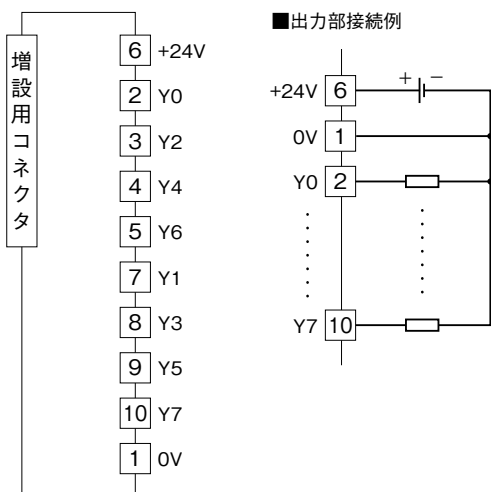 増設用コネクタ
6 +24V
2 Y0
3 Y2
4 Y4
5 Y6
7 Y1
8 Y3
9 Y5
10 Y7
1 0V
■出力部接続例
+24V 6 + −
0V 1
Y0 2
Y7 10